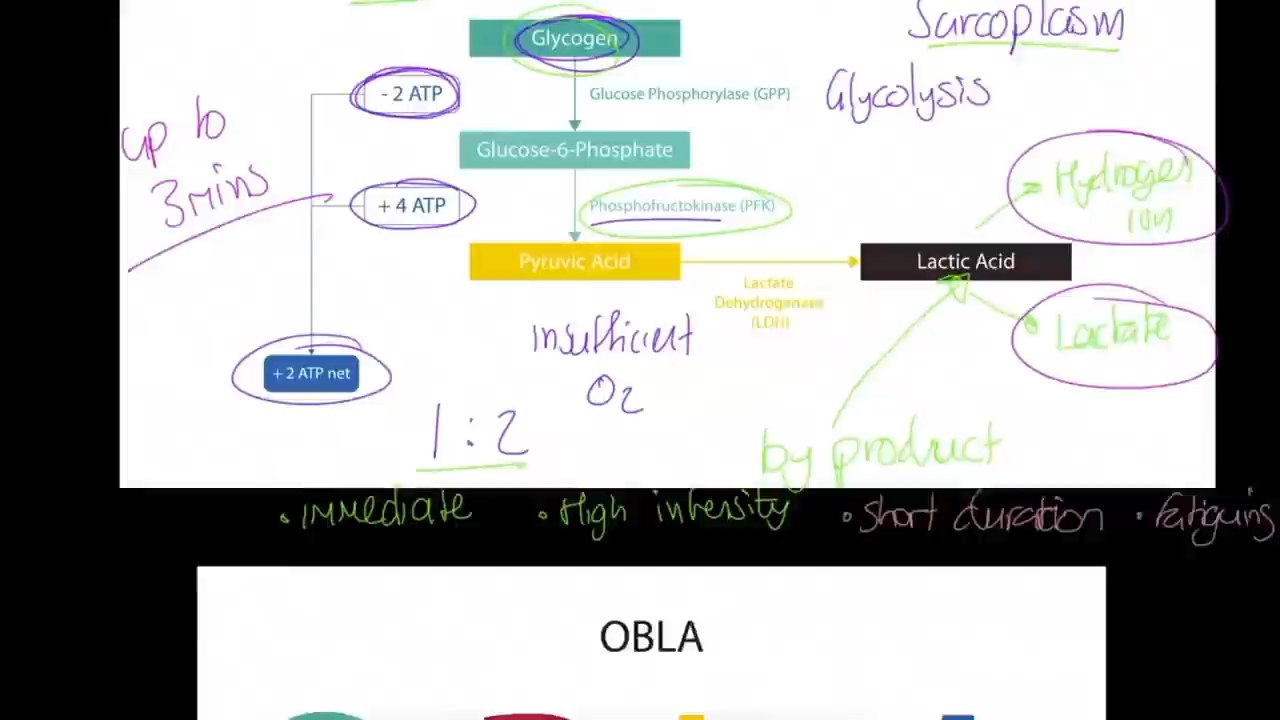 Sarcoplasm
Glycogen
- 2 ATP
Glucose Phosphorylase (GPP)
Glycolysis
up to
3 mins
Glucose-6-Phosphate
Hydrogen
ion
+ 4 ATP
Phosphofructokinase (PFK)
Pyruvic Acid
Lactic Acid
Lactate
Dehydrogenase
(LDH)
Lactate
insufficient
O2
+ 2 ATP net
1 : 2
by product
• immediate • High intensity • short duration • fatiguing
OBLA